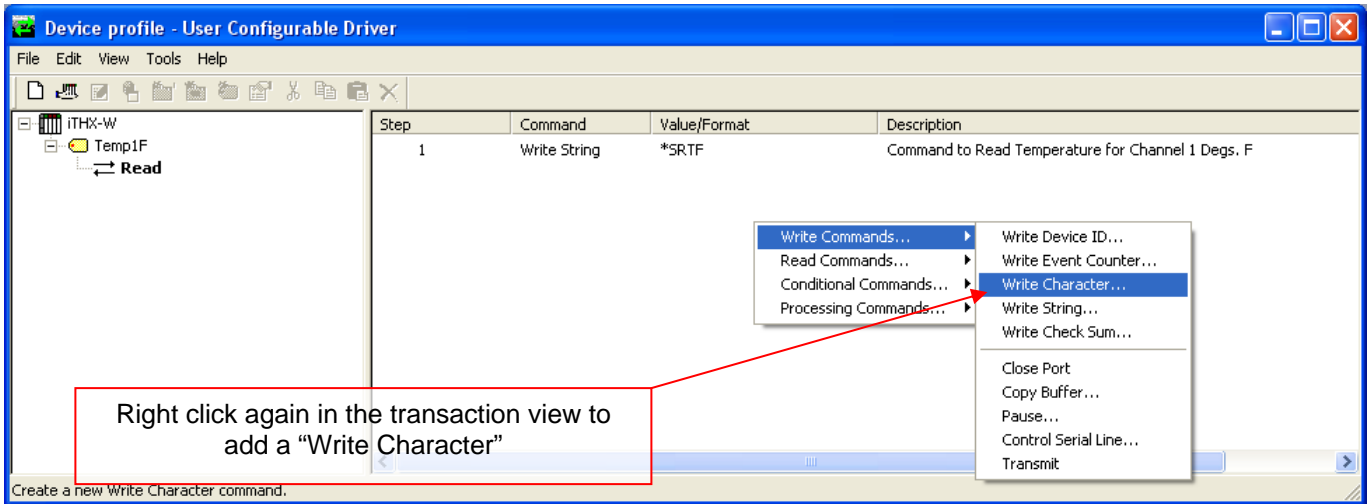 Device profile - User Configurable Driver
File Edit View Tools Help
iTHX-W
Temp1F
Read
Step Command Value/Format Description
1 Write String *SRTF Command to Read Temperature for Channel 1 Degs. F
Write Commands...
Read Commands...
Conditional Commands...
Processing Commands...
Write Device ID...
Write Event Counter...
Write Character...
Write String...
Write Check Sum...
Close Port
Copy Buffer...
Pause...
Control Serial Line...
Transmit
Right click again in the transaction view to
add a “Write Character”
Create a new Write Character command.